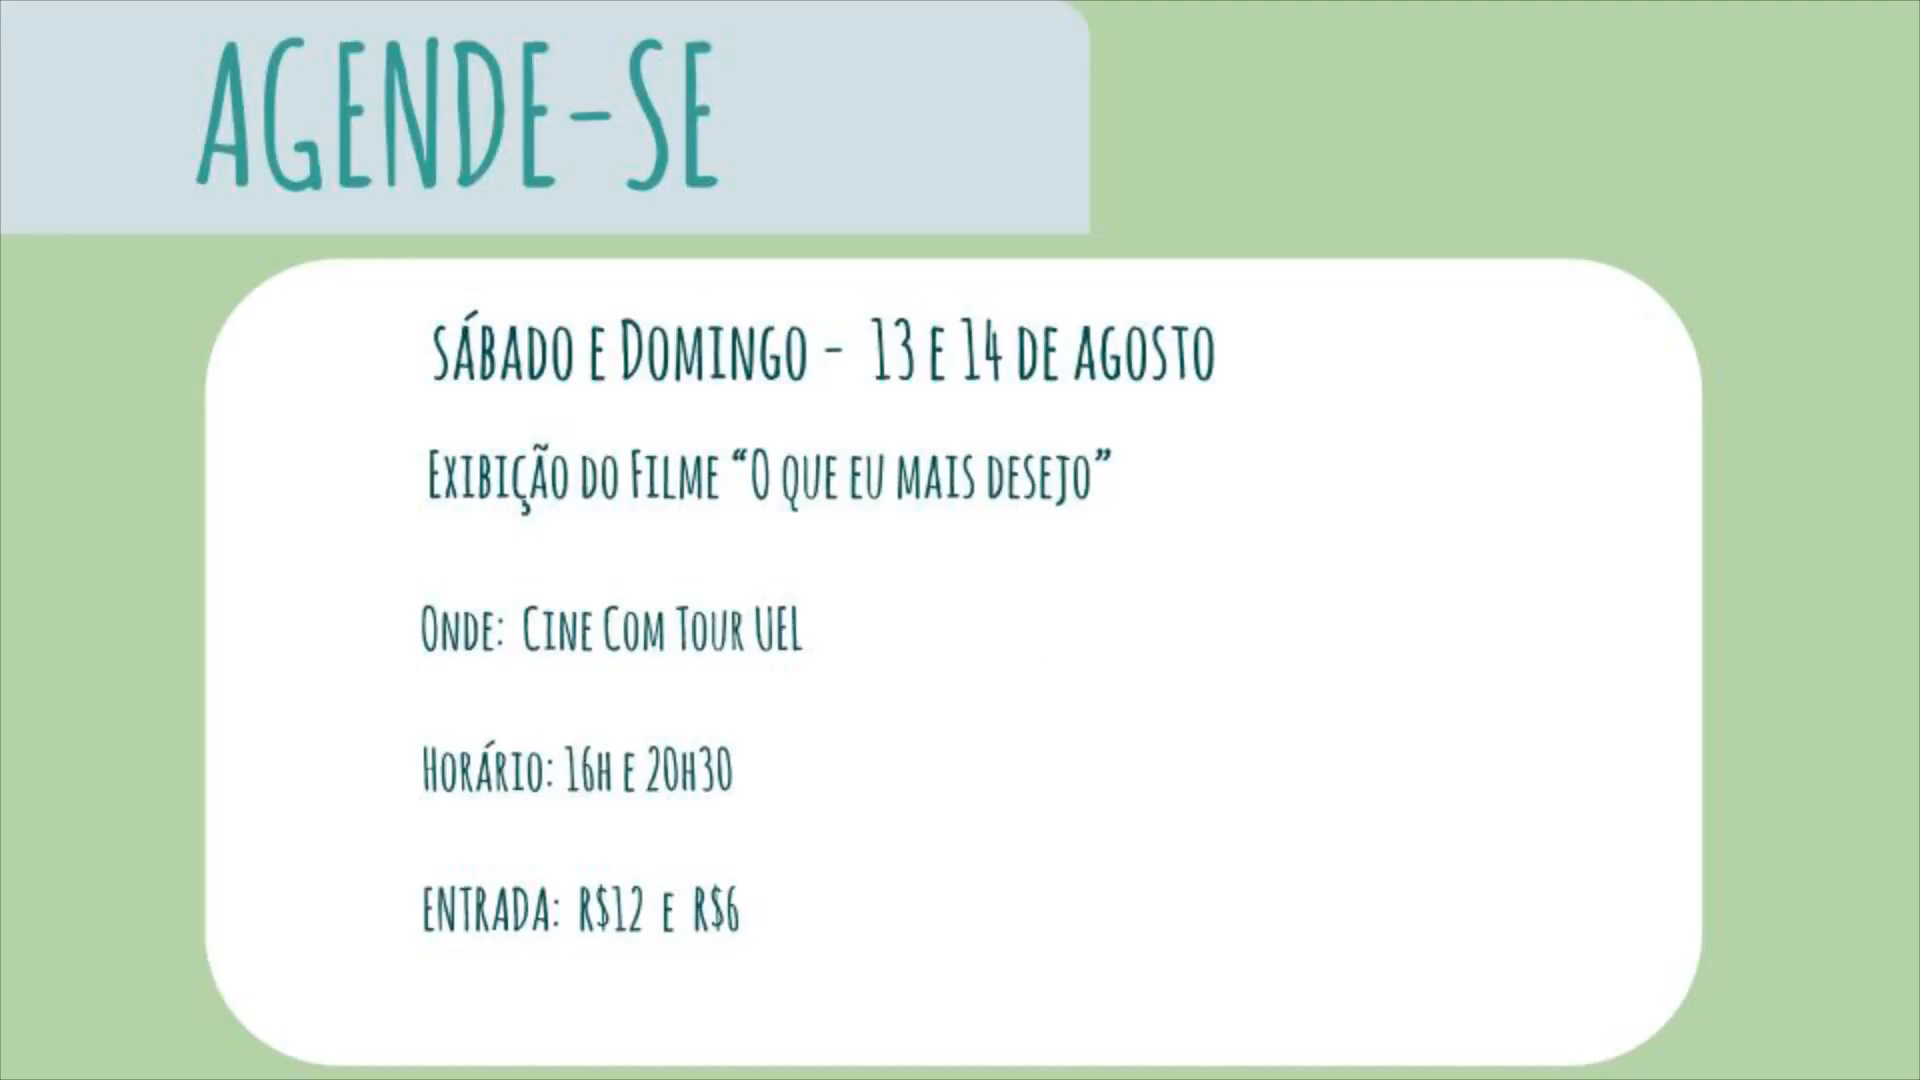 AGENDE-SE
SÁBADO E DOMINGO - 13 E 14 DE AGOSTO
EXIBIÇÃO DO FILME “O QUE EU MAIS DESEJO”
ONDE: CINE COM TOUR UEL
HORÁRIO: 16H E 20H30
ENTRADA: R$12 E R$6